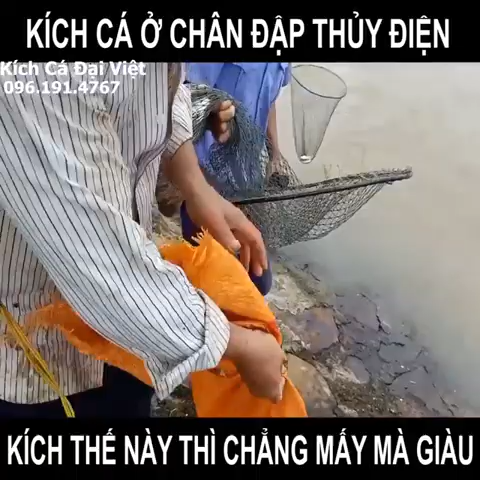 KÍCH CÁ Ở CHÂN ĐẬP THỦY ĐIỆN
Kích Cá Đại Việt
096.191.4767
KÍCH THẾ NÀY THÌ CHẲNG MẤY MÀ GIÀU